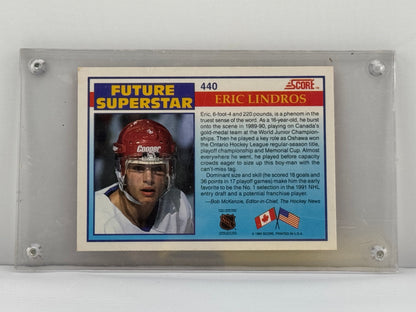 FUTURE
SUPERSTAR
440
SCORE
ERIC LINDROS
Eric, 6-foot-4 and 220 pounds, is a phenom in the
truest sense of the word. As a 16-year-old, he burst
onto the scene in 1989-90, playing on Canada's
gold-medal team at the World Junior Champion-
ships. Then he played a key role as Oshawa won
the Ontario Hockey League regular-season title,
playoff championship and Memorial Cup. Almost
everywhere he went, he played before capacity
crowds eager to size up this boy-man with the
can't-miss tag.
Dominant size and skill (he scored 18 goals and
36 points in 17 playoff games) make him the early
favorite to be the No. 1 selection in the 1991 NHL
entry draft and a potential franchise player.
—Bob McKenzie, Editor-in-Chief, The Hockey News
Cooper
NHL
© 1990 SCORE, PRINTED IN U.S.A.